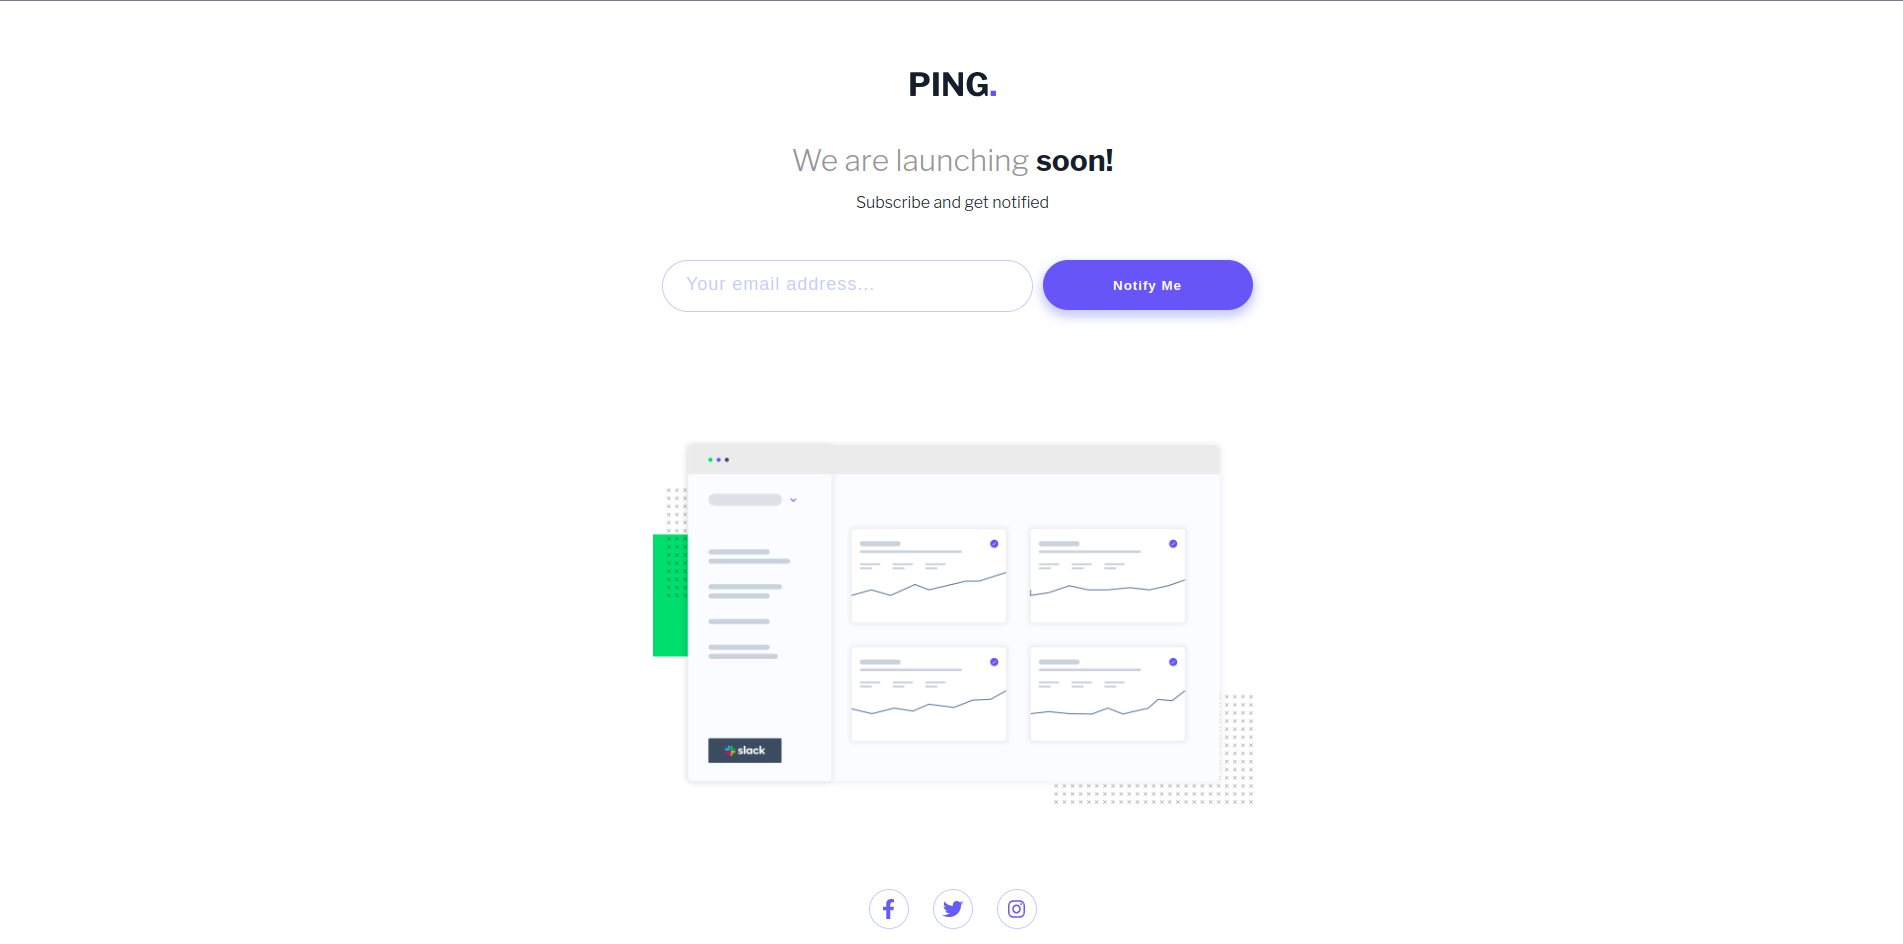 PING.
We are launching soon!
Subscribe and get notified
Your email address...
Notify Me
slack